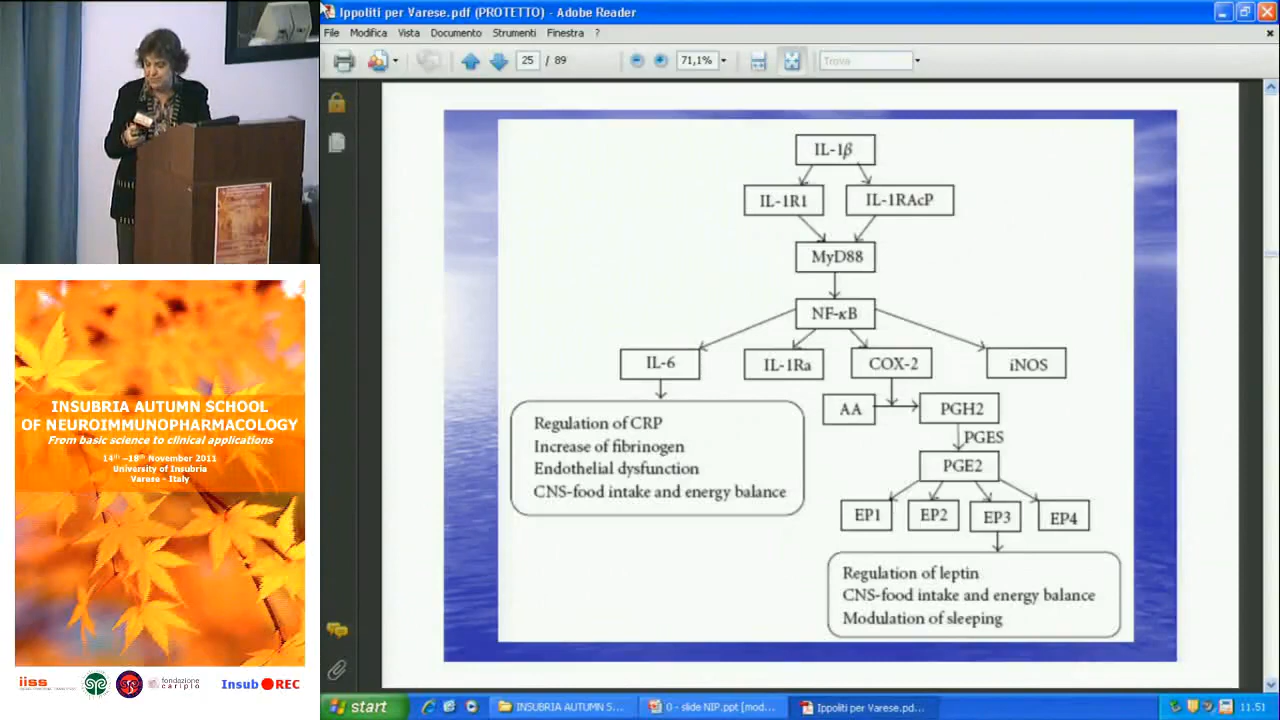 Ippoliti per Varese.pdf (PROTETTO) - Adobe Reader
File Modifica Vista Documento Strumenti Finestra ?
25 / 89 71,1% Trova
IL-1β
IL-1R1 IL-1RAcP
MyD88
NF-κB
IL-6 IL-1Ra COX-2 iNOS
AA PGH2
PGES
PGE2
EP1 EP2 EP3 EP4
Regulation of CRP
Increase of fibrinogen
Endothelial dysfunction
CNS-food intake and energy balance
Regulation of leptin
CNS-food intake and energy balance
Modulation of sleeping
INSUBRIA AUTUMN SCHOOL
OF NEUROIMMUNOPHARMACOLOGY
From basic science to clinical applications
14th –18th November 2011
University of Insubria
Varese - Italy
iiss
fondazione
cariplo
Insub REC
start INSUBRIA AUTUMN S... 0 - slide NIP.ppt [mod... Ippoliti per Varese.pd... 11.51